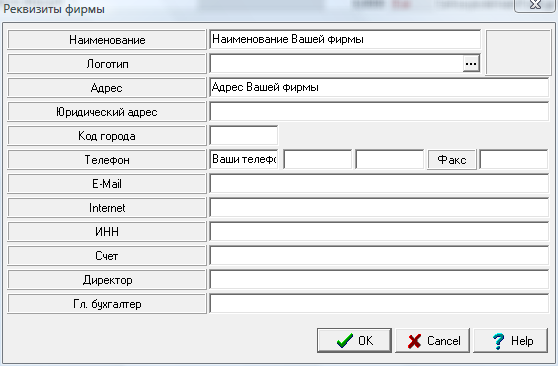 Реквизиты фирмы
Наименование Наименование Вашей фирмы
Логотип ...
Адрес Адрес Вашей фирмы
Юридический адрес
Код города
Телефон Ваши телефо Факс
E-Mail
Internet
ИНН
Счет
Директор
Гл. бухгалтер
OK Cancel Help